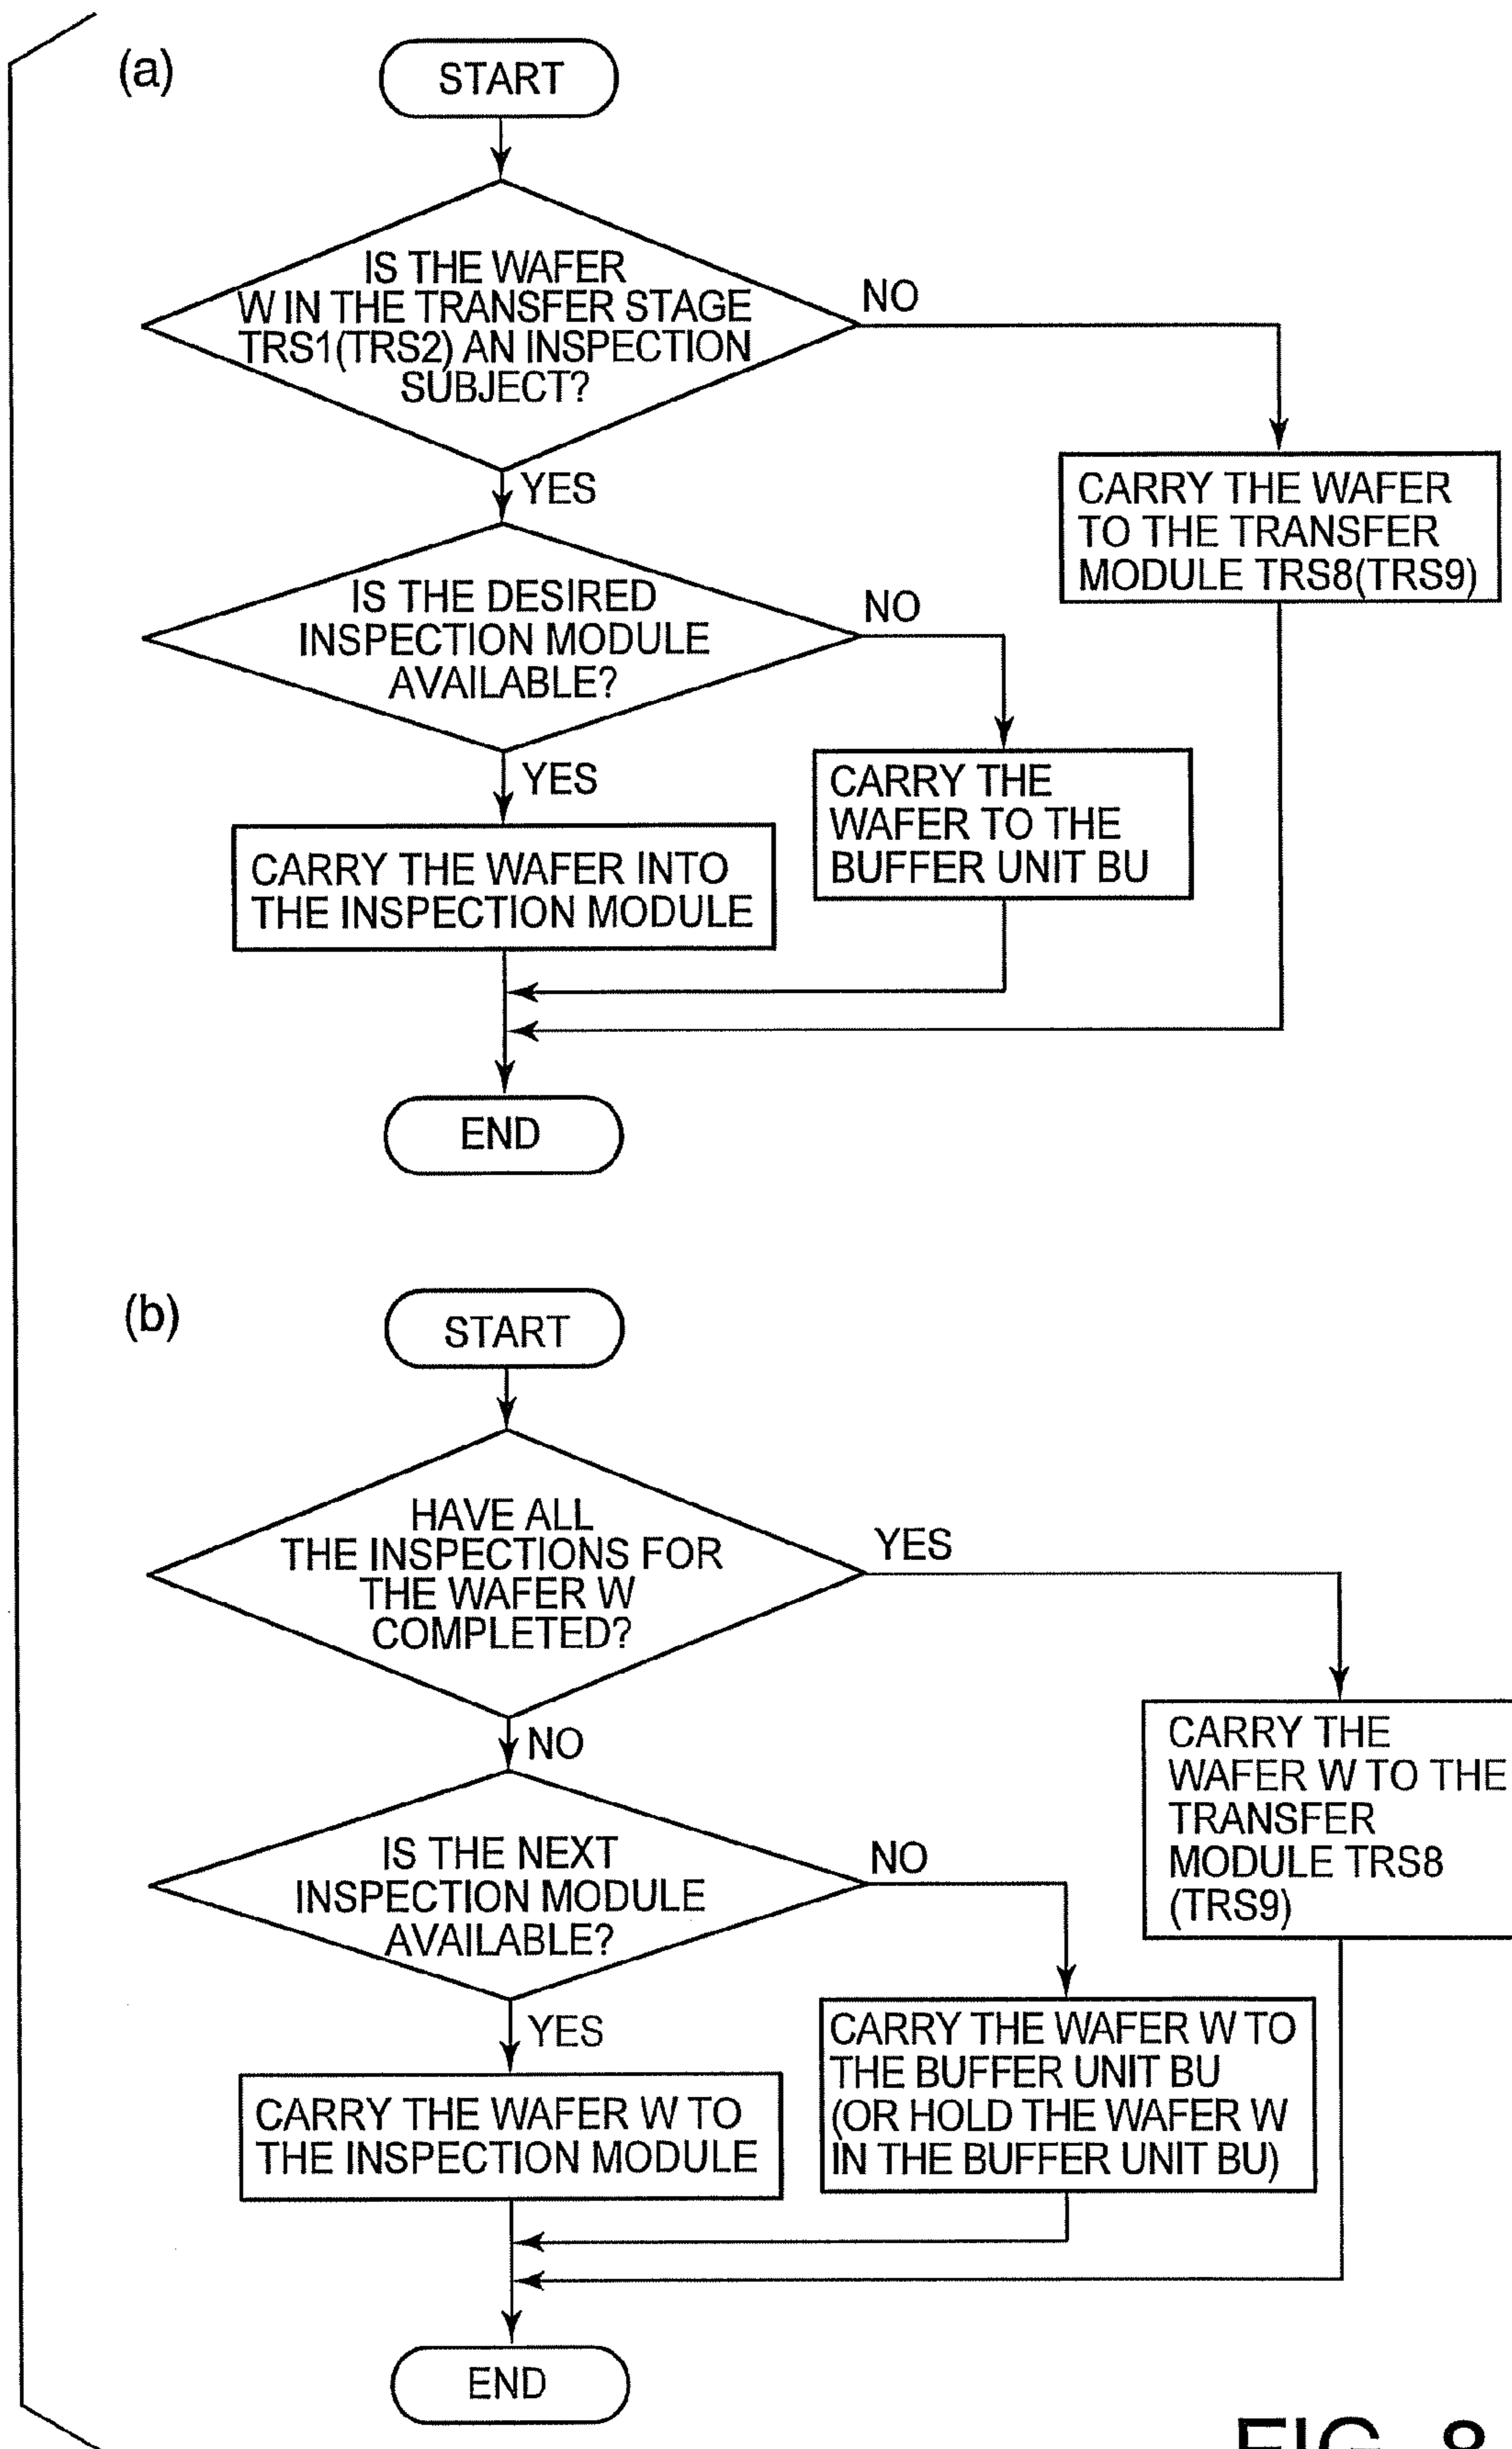 (a)
START
IS THE WAFER
W IN THE TRANSFER STAGE
TRS1(TRS2) AN INSPECTION
SUBJECT?
NO
YES
CARRY THE WAFER
TO THE TRANSFER
MODULE TRS8(TRS9)
IS THE DESIRED
INSPECTION MODULE
AVAILABLE?
NO
YES
CARRY THE
WAFER TO THE
BUFFER UNIT BU
CARRY THE WAFER INTO
THE INSPECTION MODULE
END
(b)
START
HAVE ALL
THE INSPECTIONS FOR
THE WAFER W
COMPLETED?
YES
NO
CARRY THE
WAFER W TO THE
TRANSFER
MODULE TRS8
(TRS9)
IS THE NEXT
INSPECTION MODULE
AVAILABLE?
NO
YES
CARRY THE WAFER W TO
THE BUFFER UNIT BU
(OR HOLD THE WAFER W
IN THE BUFFER UNIT BU)
CARRY THE WAFER W TO
THE INSPECTION MODULE
END
FIG. 8